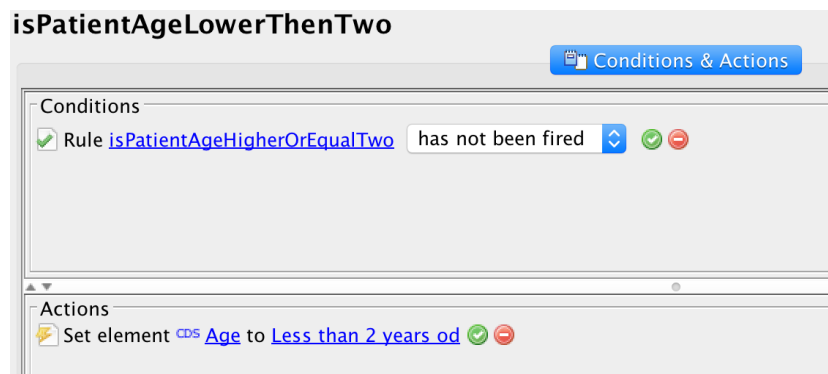 isPatientAgeLowerThenTwo
Conditions & Actions
Conditions
Rule isPatientAgeHigherOrEqualTwo has not been fired
Actions
Set element CDS Age to Less than 2 years od